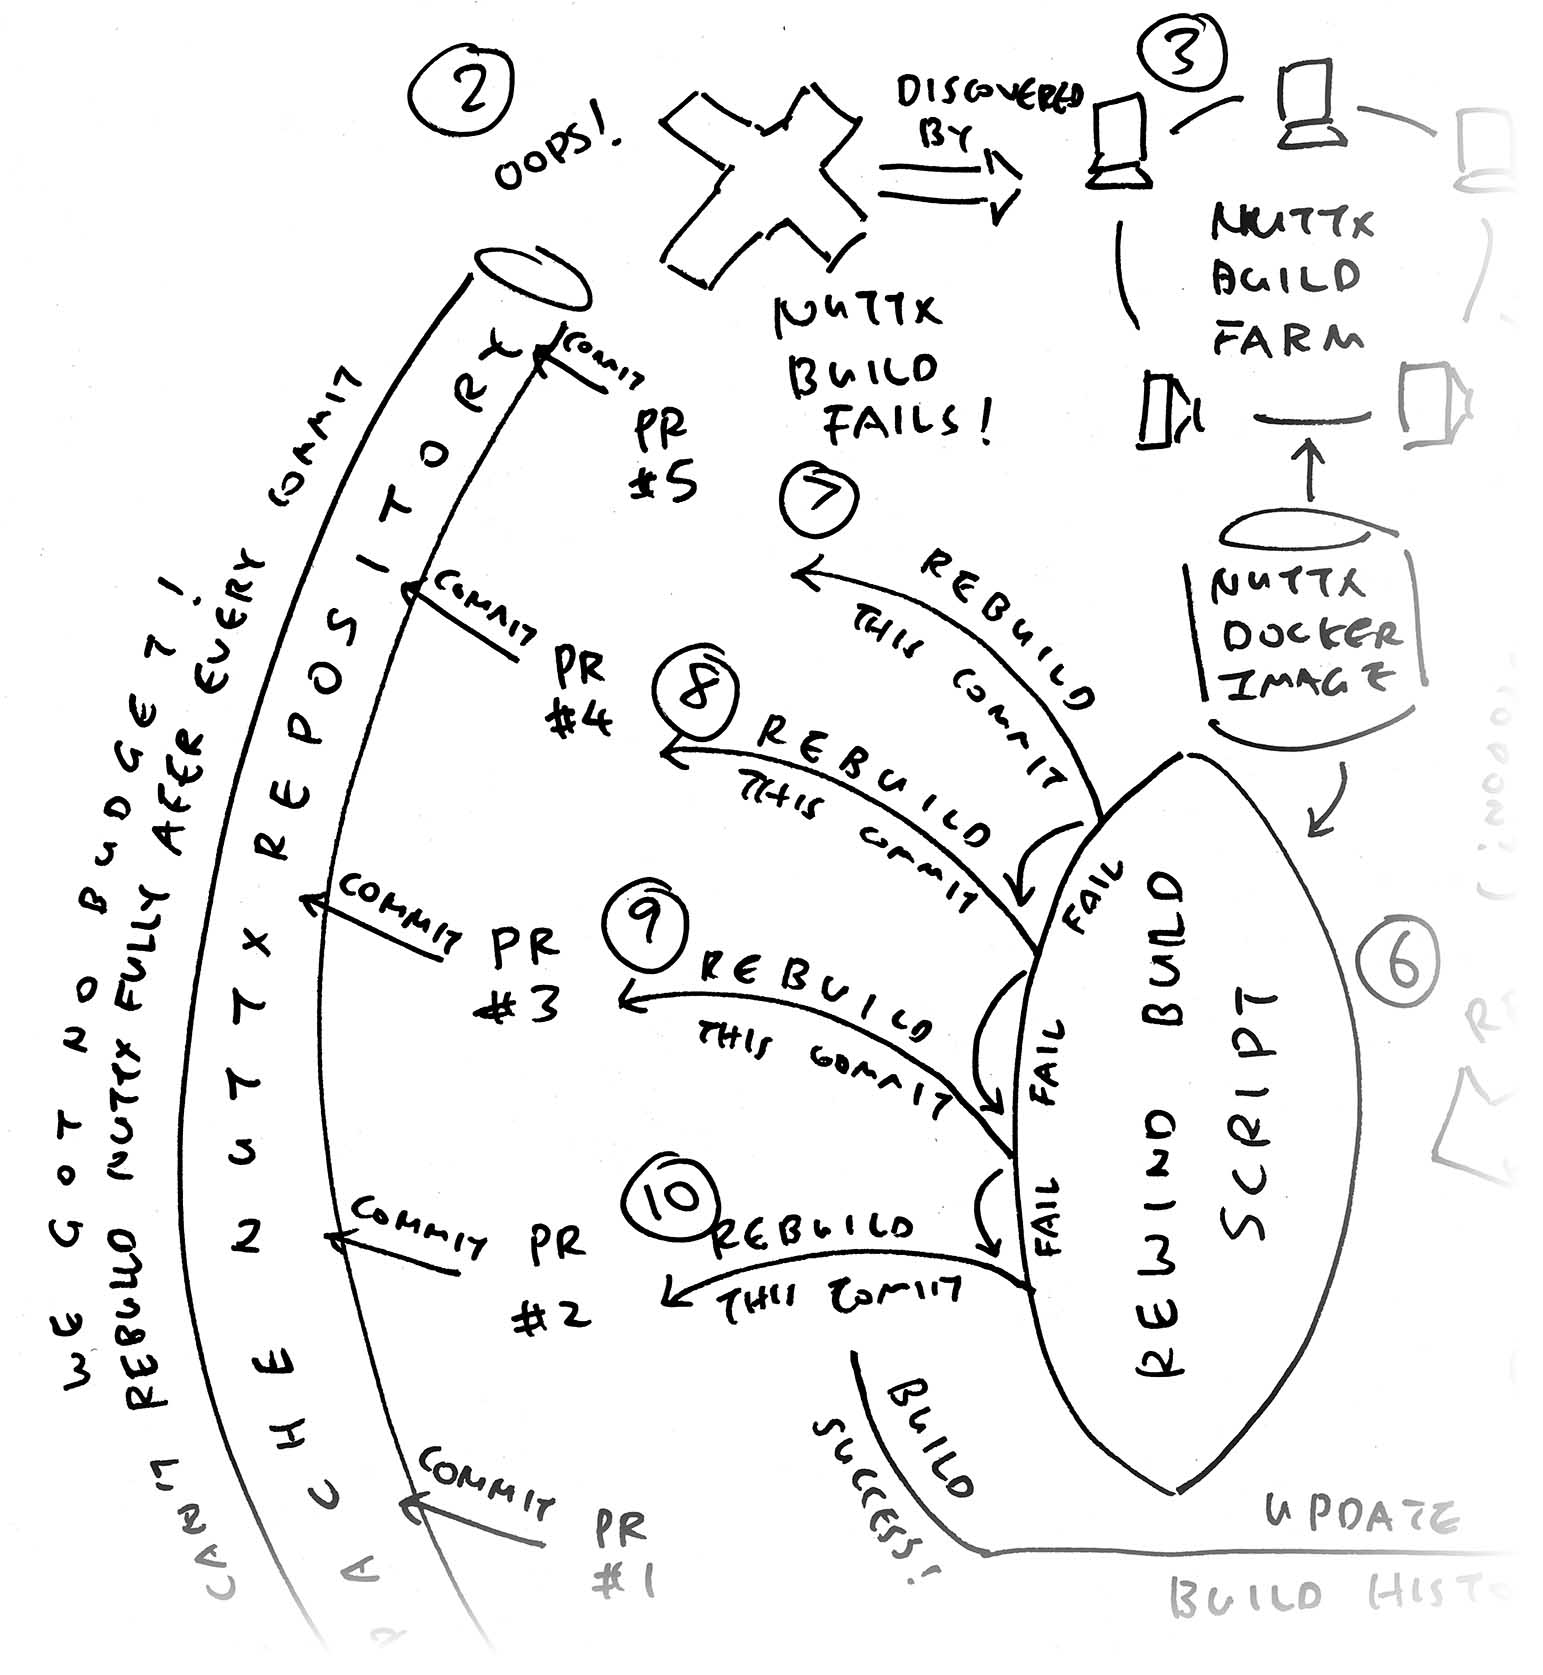 2
OOPS!
DISCOVERED
BY
3
NUTTX
BUILD
FARM
NUTTX
BUILD
FAILS!
COMMIT
PR
#5
COMMIT
PR
#4
COMMIT
PR
#3
COMMIT
PR
#2
COMMIT
PR
#1
CHE NUTTX REPOSITORY
WE GOT NO BUDGET!
CAN'T REBUILD NUTTX FULLY AFER EVERY COMMIT
7
REBUILD
THIS COMMIT
8
REBUILD
THIS COMMIT
9
REBUILD
THIS COMMIT
10
REBUILD
THIS COMMIT
NUTTX
DOCKER
IMAGE
6
FAIL
FAIL
FAIL
REWIND BUILD
SCRIPT
BUILD
SUCCESS!
UPDATE
BUILD HISTO